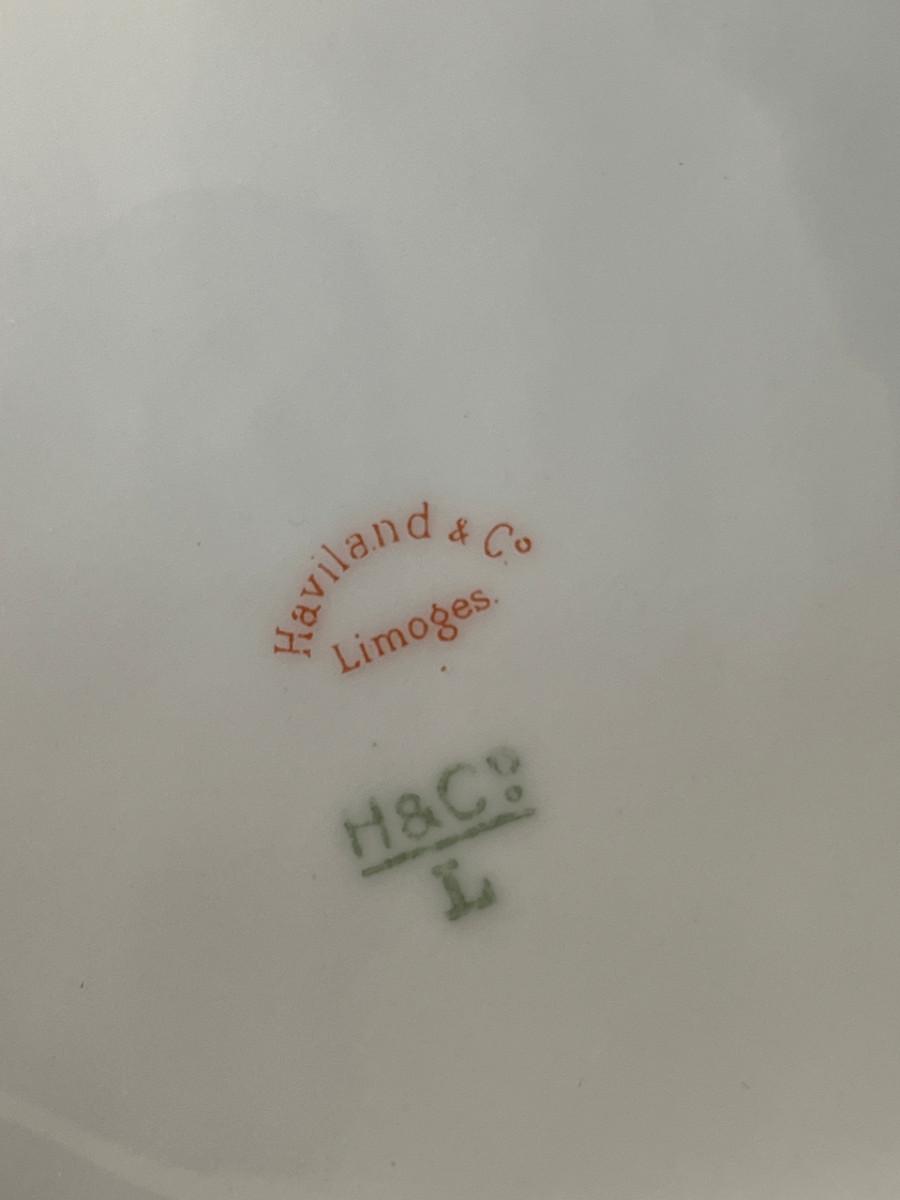 Haviland & Co
Limoges.
H&Co
L